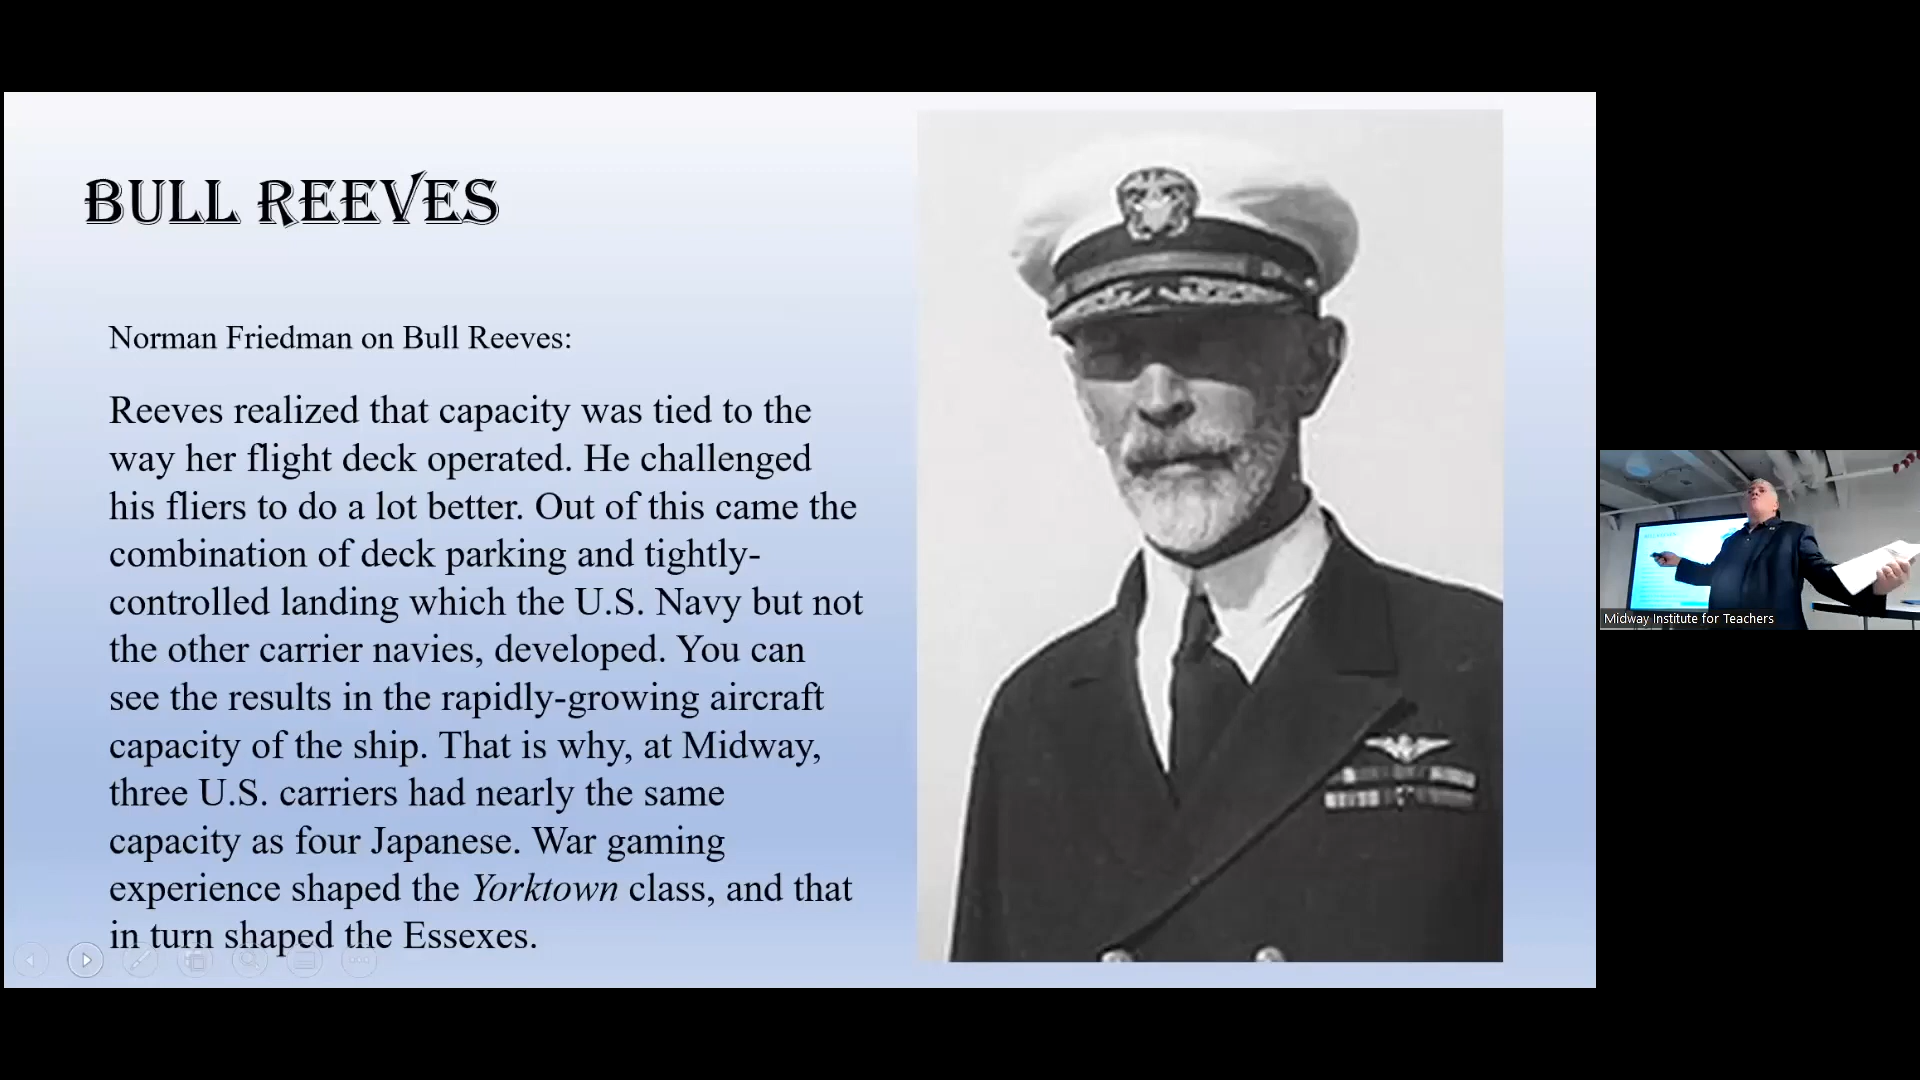 BULL REEVES
Norman Friedman on Bull Reeves:
Reeves realized that capacity was tied to the
way her flight deck operated. He challenged
his fliers to do a lot better. Out of this came the
combination of deck parking and tightly-
controlled landing which the U.S. Navy but not
the other carrier navies, developed. You can
see the results in the rapidly-growing aircraft
capacity of the ship. That is why, at Midway,
three U.S. carriers had nearly the same
capacity as four Japanese. War gaming
experience shaped the Yorktown class, and that
in turn shaped the Essexes.
Midway Institute for Teachers